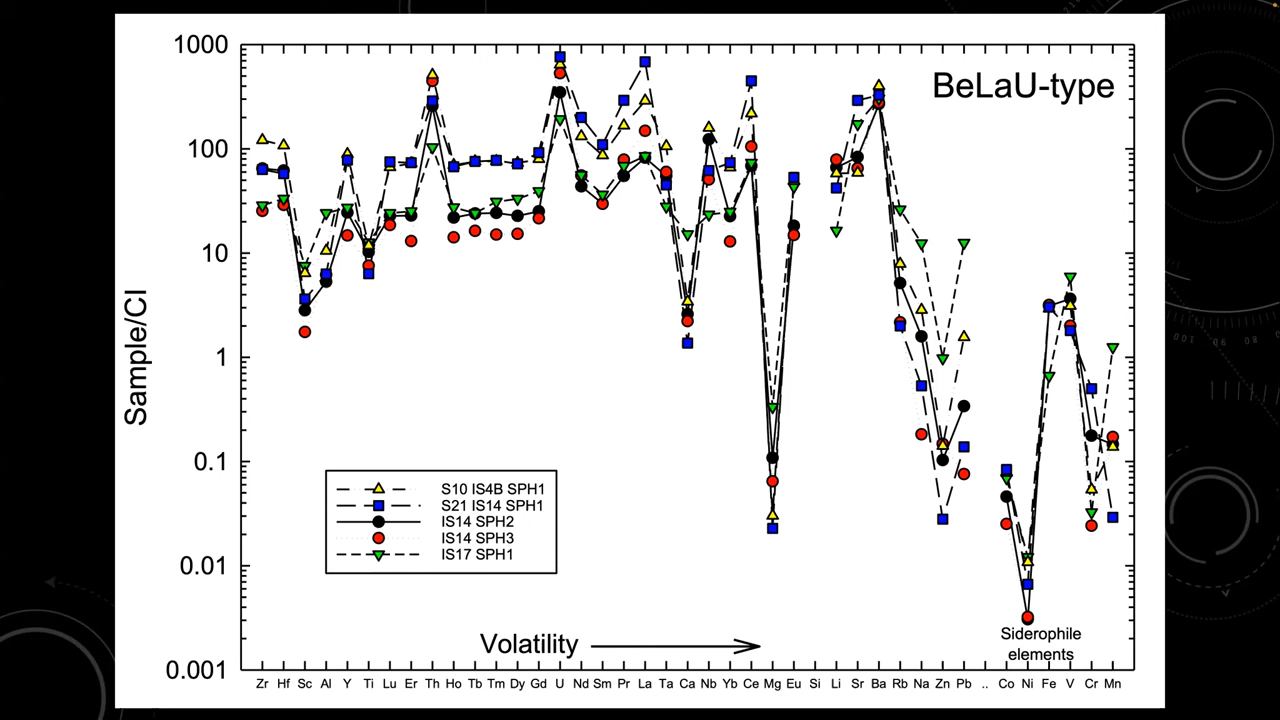 BeLaU-type
1000
100
10
1
0.1
0.01
0.001
Sample/CI
S10 IS4B SPH1
S21 IS14 SPH1
IS14 SPH2
IS14 SPH3
IS17 SPH1
Volatility
Siderophile
elements
Zr Hf Sc Al Y Ti Lu Er Th Ho Tb Tm Dy Gd U Nd Sm Pr La Ta Ca Nb Yb Ce Mg Eu Si Li Sr Ba Rb Na Zn Pb .. Co Ni Fe V Cr Mn
80 90 100